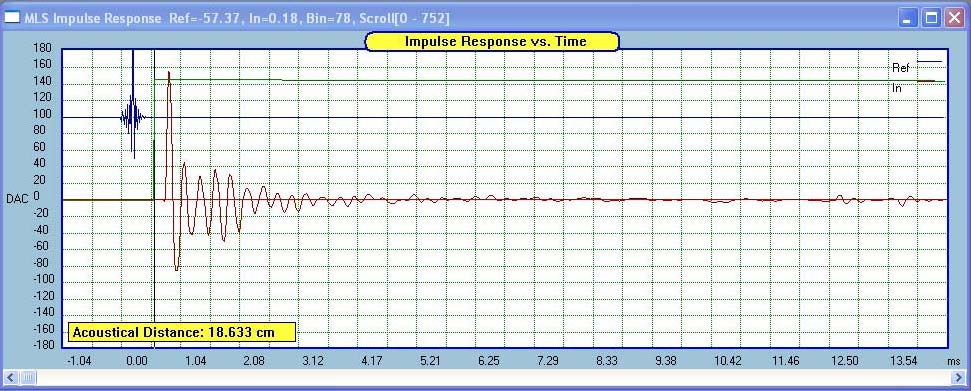 MLS Impulse Response Ref=-57.37, In=0.18, Bin=78, Scroll[0 - 752]
Impulse Response vs. Time
180
160
140
120
100
80
60
40
20
DAC 0
-20
-40
-60
-80
-100
-120
-140
-160
-180
Ref
In
Acoustical Distance: 18.633 cm
-1.04 0.00 1.04 2.08 3.12 4.17 5.21 6.25 7.29 8.33 9.38 10.42 11.46 12.50 13.54 ms